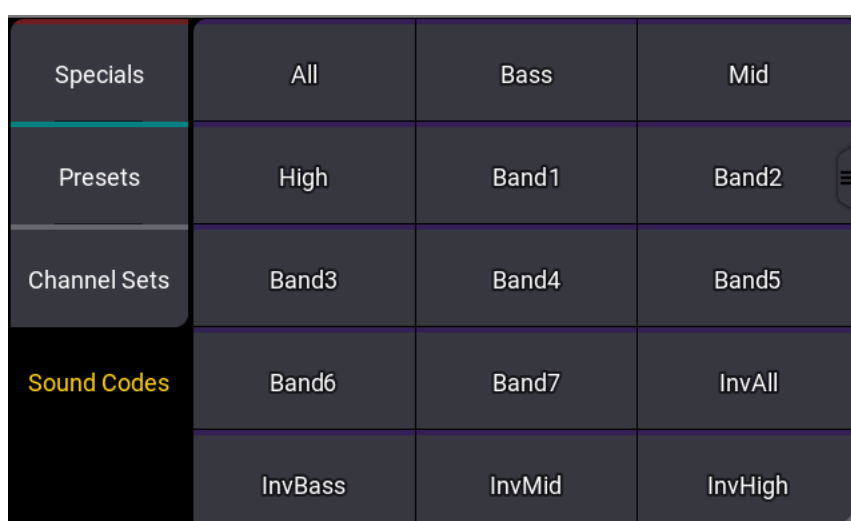 Specials
All
Bass
Mid
Presets
High
Band1
Band2
Channel Sets
Band3
Band4
Band5
Sound Codes
Band6
Band7
InvAll
InvBass
InvMid
InvHigh